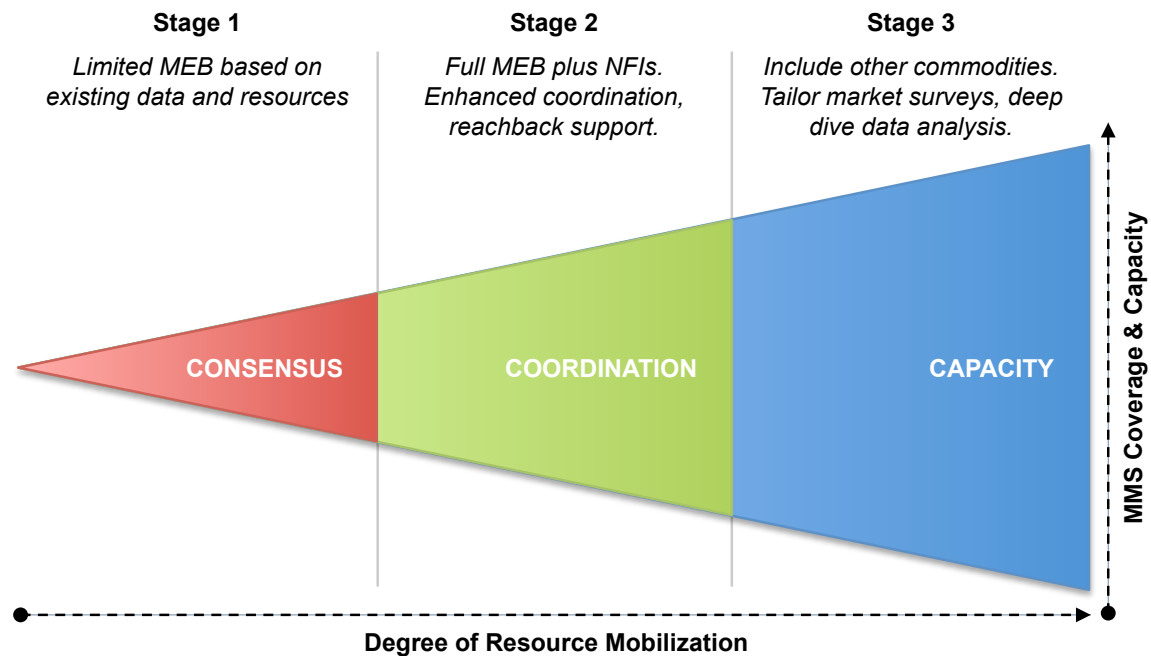 Stage 1
Limited MEB based on
existing data and resources
Stage 2
Full MEB plus NFIs.
Enhanced coordination,
reachback support.
Stage 3
Include other commodities.
Tailor market surveys, deep
dive data analysis.
CONSENSUS
COORDINATION
CAPACITY
MMS Coverage & Capacity
Degree of Resource Mobilization